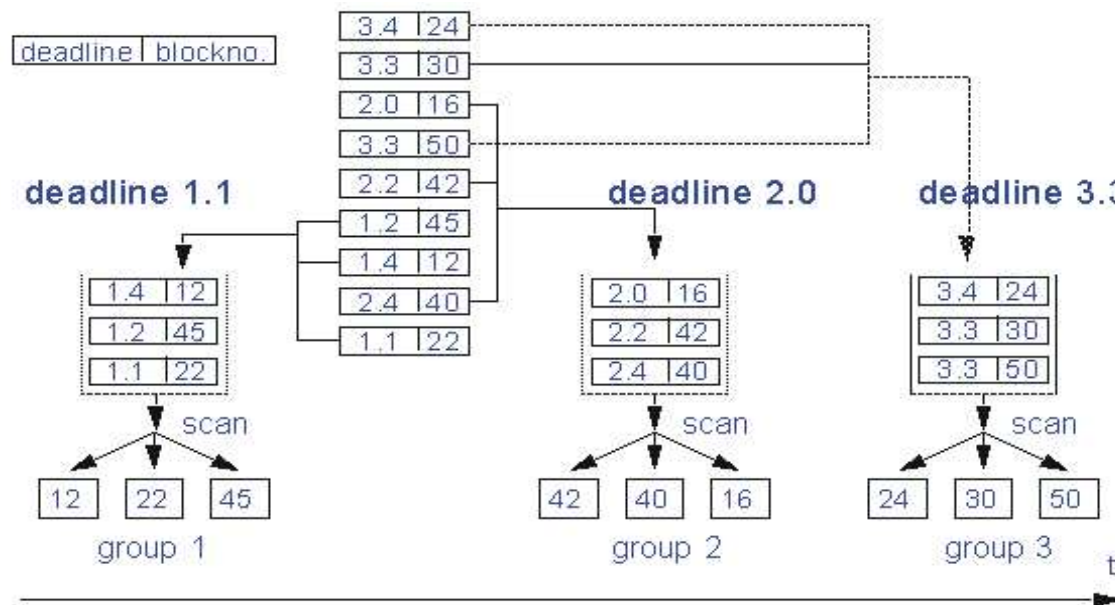 deadline blockno.
3.4 24
3.3 30
2.0 16
3.3 50
2.2 42
1.2 45
1.4 12
2.4 40
1.1 22
deadline 1.1
1.4 12
1.2 45
1.1 22
scan
12 22 45
group 1
deadline 2.0
2.0 16
2.2 42
2.4 40
scan
42 40 16
group 2
deadline 3.3
3.4 24
3.3 30
3.3 50
scan
24 30 50
group 3
t